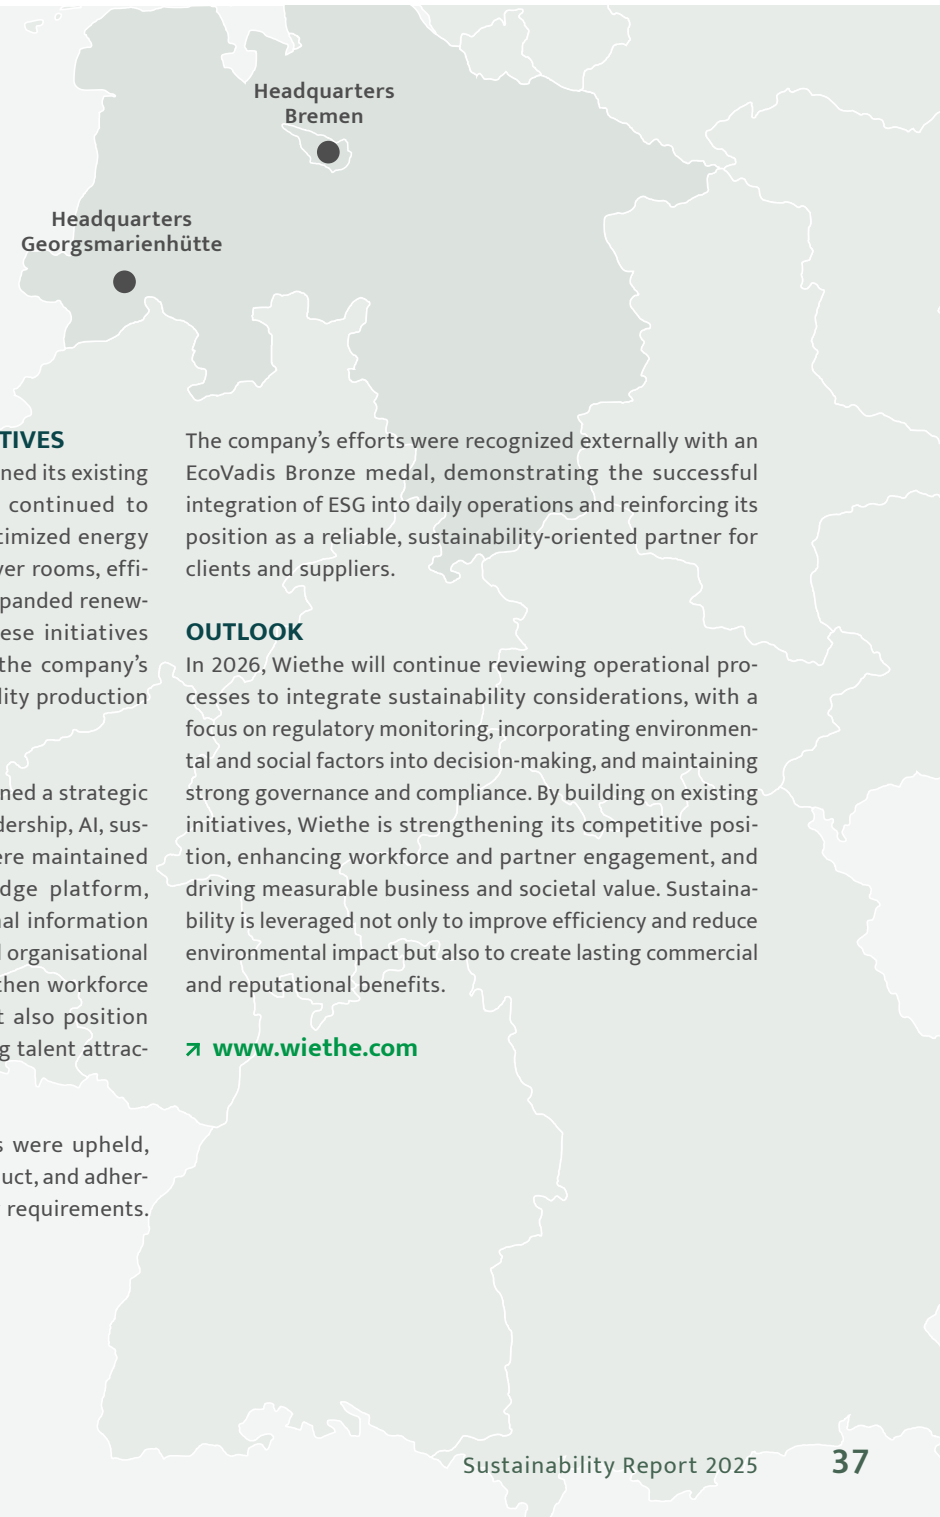 Headquarters
Bremen
Headquarters
Georgsmarienhütte
TIVES
ned its existing
continued to
timized energy
ver rooms, effi-
panded renew-
ese initiatives
the company's
lity production
ned a strategic
dership, AI, sus-
ere maintained
dge platform,
al information
organisational
then workforce
t also position
g talent attrac-
s were upheld,
uct, and adher-
requirements.
The company’s efforts were recognized externally with an
EcoVadis Bronze medal, demonstrating the successful
integration of ESG into daily operations and reinforcing its
position as a reliable, sustainability-oriented partner for
clients and suppliers.
OUTLOOK
In 2026, Wiethe will continue reviewing operational pro-
cesses to integrate sustainability considerations, with a
focus on regulatory monitoring, incorporating environmen-
tal and social factors into decision-making, and maintaining
strong governance and compliance. By building on existing
initiatives, Wiethe is strengthening its competitive posi-
tion, enhancing workforce and partner engagement, and
driving measurable business and societal value. Sustaina-
bility is leveraged not only to improve efficiency and reduce
environmental impact but also to create lasting commercial
and reputational benefits.
www.wiethe.com
Sustainability Report 2025 37